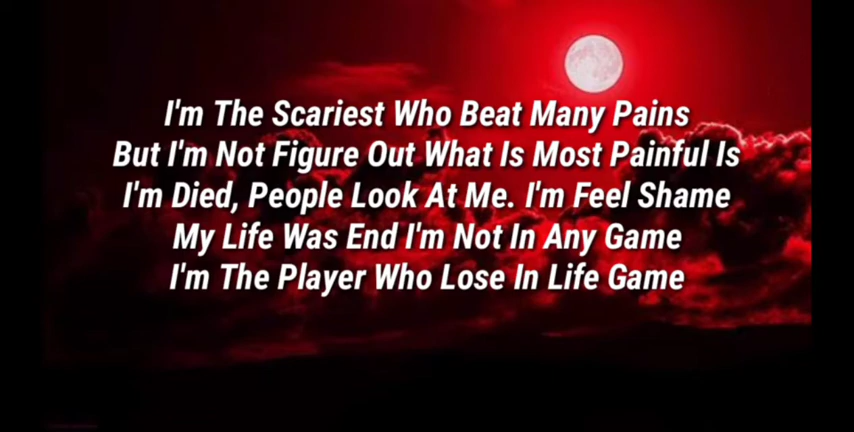 I'm The Scariest Who Beat Many Pains
But I'm Not Figure Out What Is Most Painful Is
I'm Died, People Look At Me. I'm Feel Shame
My Life Was End I'm Not In Any Game
I'm The Player Who Lose In Life Game